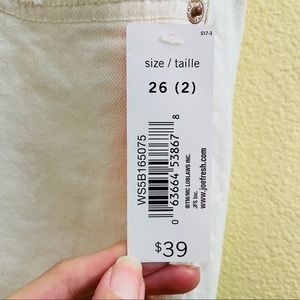 S17-3
size / taille
26 (2)
WS5B165075
0 63664 53867 8
®TM/MC LOBLAWS INC.
JFS Inc.
www.joefresh.com
$39